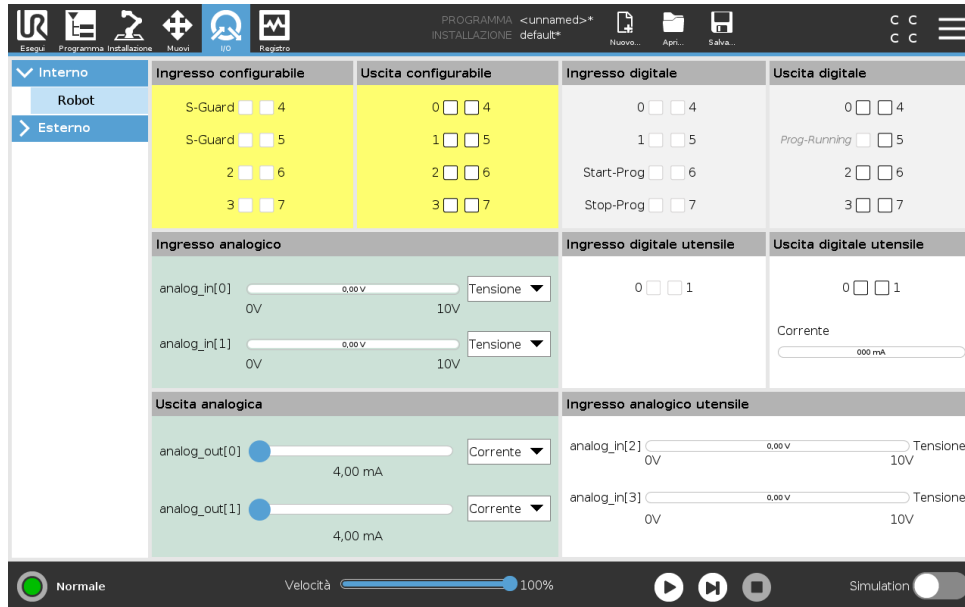 PROGRAMMA <unnamed>*
INSTALLAZIONE default*
C C
C C
UR
Esegui Programma Installazione Muovi I/O Registro Nuovo... Apri... Salva...
Interno
Robot
Esterno
Ingresso configurabile
S-Guard 4
S-Guard 5
2 6
3 7
Uscita configurabile
0 4
1 5
2 6
3 7
Ingresso digitale
0 4
1 5
Start-Prog 6
Stop-Prog 7
Uscita digitale
0 4
Prog-Running 5
2 6
3 7
Ingresso analogico
analog_in[0] 0,00 V Tensione
0V 10V
analog_in[1] 0,00 V Tensione
0V 10V
Ingresso digitale utensile
0 1
Uscita digitale utensile
0 1
Corrente
000 mA
Uscita analogica
analog_out[0] Corrente
4,00 mA
analog_out[1] Corrente
4,00 mA
Ingresso analogico utensile
analog_in[2] 0,00 V Tensione
0V 10V
analog_in[3] 0,00 V Tensione
0V 10V
Normale Velocità 100% Simulation